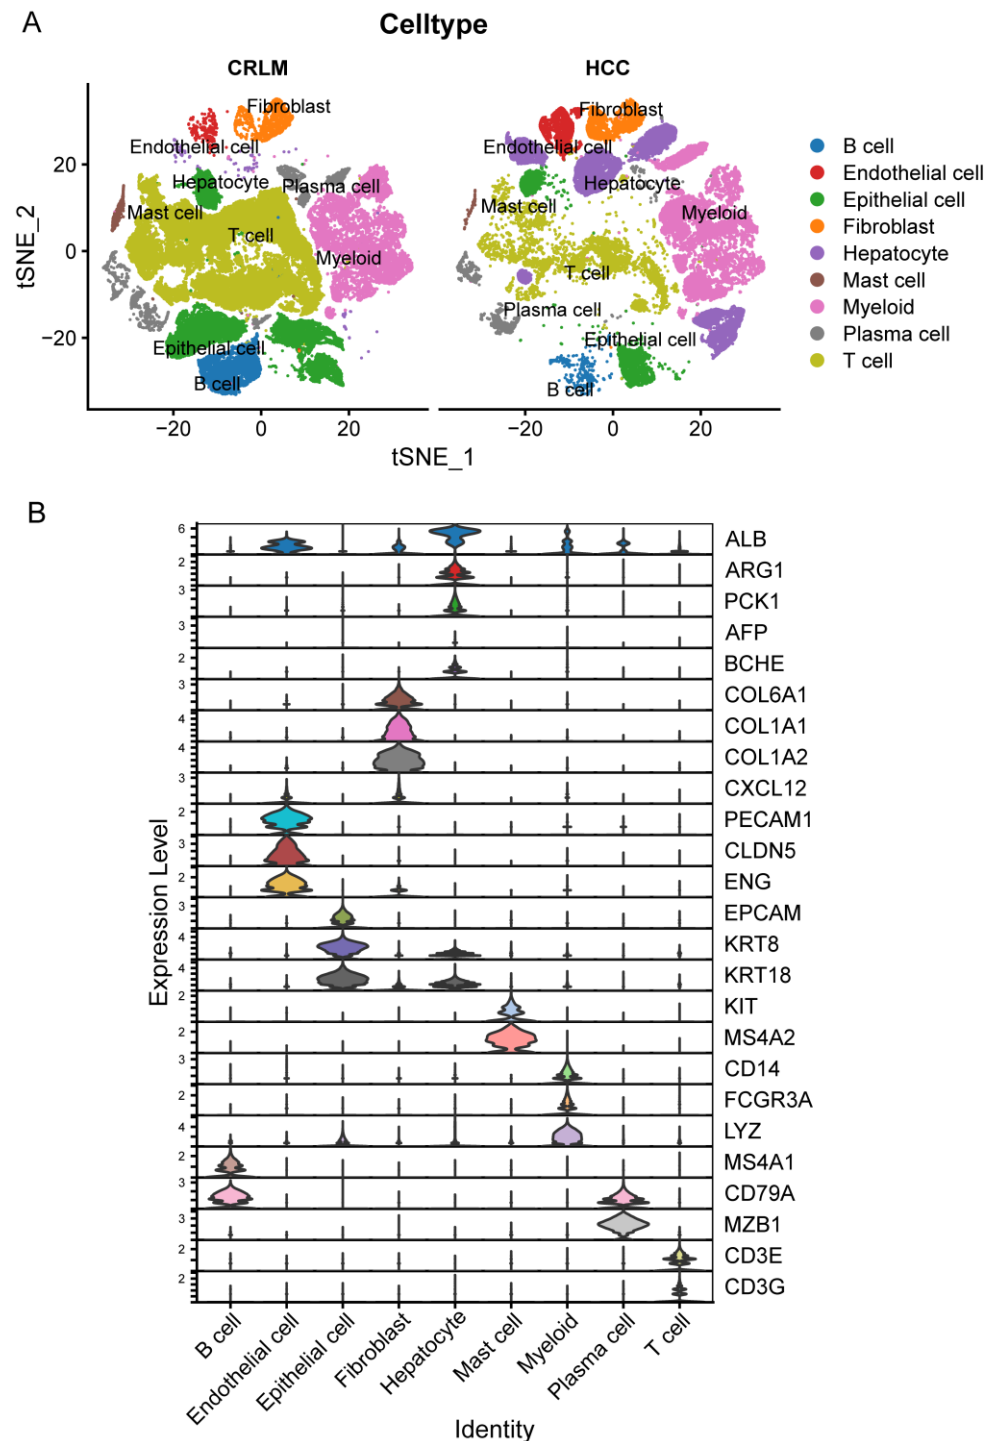 A
Celltype
CRLM
HCC
Fibroblast
Endothelial cell
Hepatocyte
Plasma cell
Mast cell
T cell
Myeloid
Epithelial cell
B cell
Fibroblast
Endothelial cell
Hepatocyte
Mast cell
Myeloid
T cell
Plasma cell
Epithelial cell
B cell
B cell
Endothelial cell
Epithelial cell
Fibroblast
Hepatocyte
Mast cell
Myeloid
Plasma cell
T cell
tSNE_2
20
0
−20
−20 0 20
−20 0 20
tSNE_1
B
Expression Level
6 ALB
2 ARG1
3 PCK1
3 AFP
2 BCHE
3 COL6A1
4 COL1A1
4 COL1A2
3 CXCL12
2 PECAM1
3 CLDN5
2 ENG
3 EPCAM
4 KRT8
4 KRT18
2 KIT
2 MS4A2
3 CD14
2 FCGR3A
4 LYZ
2 MS4A1
3 CD79A
3 MZB1
2 CD3E
2 CD3G
B cell
Endothelial cell
Epithelial cell
Fibroblast
Hepatocyte
Mast cell
Myeloid
Plasma cell
T cell
Identity